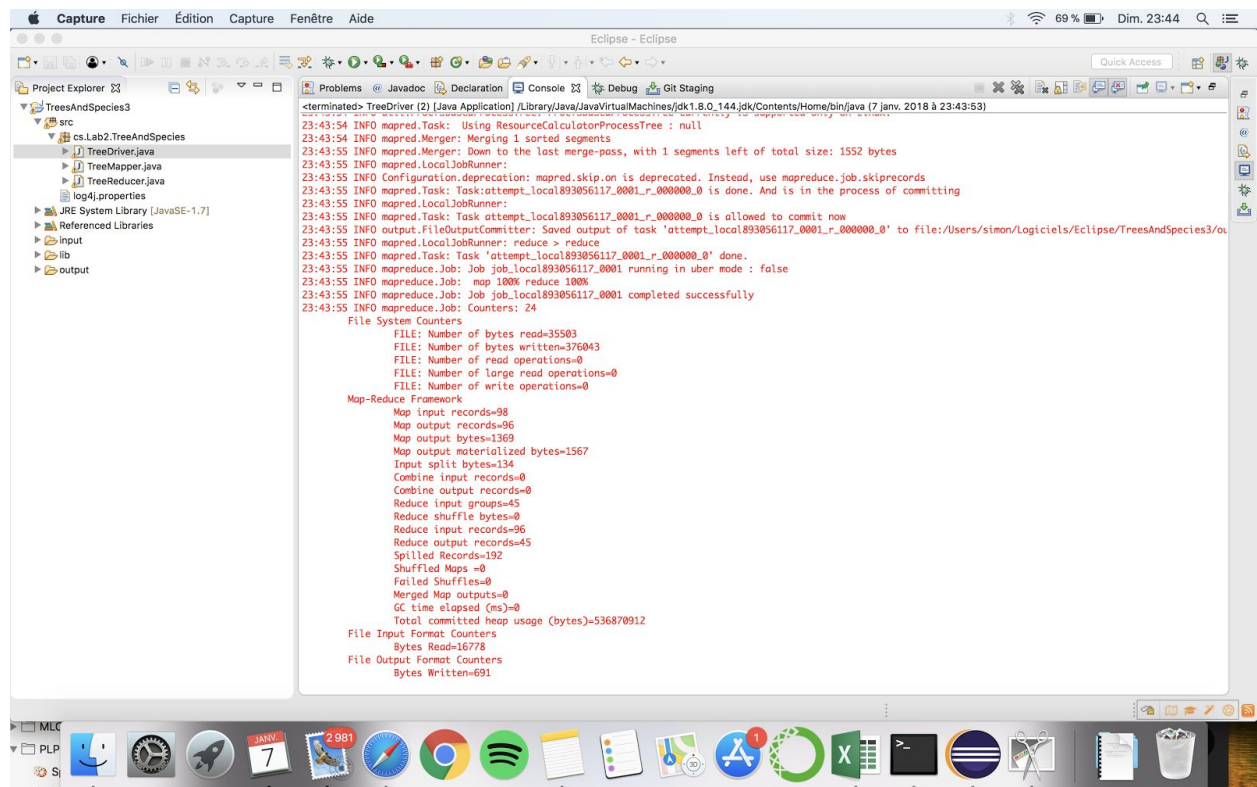 Capture Fichier Édition Capture Fenêtre Aide 69 % Dim. 23:44
Eclipse - Eclipse
Quick Access
Project Explorer
TreesAndSpecies3
src
cs.Lab2.TreeAndSpecies
TreeDriver.java
TreeMapper.java
TreeReducer.java
log4j.properties
JRE System Library [JavaSE-1.7]
Referenced Libraries
input
lib
output
Problems @ Javadoc Declaration Console Debug Git Staging
<terminated> TreeDriver (2) [Java Application] /Library/Java/JavaVirtualMachines/jdk1.8.0_144.jdk/Contents/Home/bin/java (7 janv. 2018 à 23:43:53)
23:43:54 INFO mapred.Task: Using ResourceCalculatorProcessTree : null
23:43:54 INFO mapred.Merger: Merging 1 sorted segments
23:43:54 INFO mapred.Merger: Down to the last merge-pass, with 1 segments left of total size: 1552 bytes
23:43:55 INFO mapred.LocalJobRunner:
23:43:55 INFO Configuration.deprecation: mapred.skip.on is deprecated. Instead, use mapreduce.job.skiprecords
23:43:55 INFO mapred.Task: Task:attempt_local893056117_0001_r_000000_0 is done. And is in the process of committing
23:43:55 INFO mapred.LocalJobRunner:
23:43:55 INFO mapred.Task: Task attempt_local893056117_0001_r_000000_0 is allowed to commit now
23:43:55 INFO output.FileOutputCommitter: Saved output of task 'attempt_local893056117_0001_r_000000_0' to file:/Users/simon/Logiciels/Eclipse/TreesAndSpecies3/ou
23:43:55 INFO mapred.LocalJobRunner: reduce > reduce
23:43:55 INFO mapred.Task: Task 'attempt_local893056117_0001_r_000000_0' done.
23:43:55 INFO mapreduce.Job: Job job_local893056117_0001 running in uber mode : false
23:43:55 INFO mapreduce.Job: map 100% reduce 100%
23:43:55 INFO mapreduce.Job: Job job_local893056117_0001 completed successfully
23:43:55 INFO mapreduce.Job: Counters: 24
File System Counters
FILE: Number of bytes read=35503
FILE: Number of bytes written=376043
FILE: Number of read operations=0
FILE: Number of large read operations=0
FILE: Number of write operations=0
Map-Reduce Framework
Map input records=98
Map output records=96
Map output bytes=1369
Map output materialized bytes=1567
Input split bytes=134
Combine input records=0
Combine output records=0
Reduce input groups=45
Reduce shuffle bytes=0
Reduce input records=96
Reduce output records=45
Spilled Records=192
Shuffled Maps =0
Failed Shuffles=0
Merged Map outputs=0
GC time elapsed (ms)=0
Total committed heap usage (bytes)=536870912
File Input Format Counters
Bytes Read=16778
File Output Format Counters
Bytes Written=691
MLC
PLP
JANV.
7
2 981
3D
1
X
>_